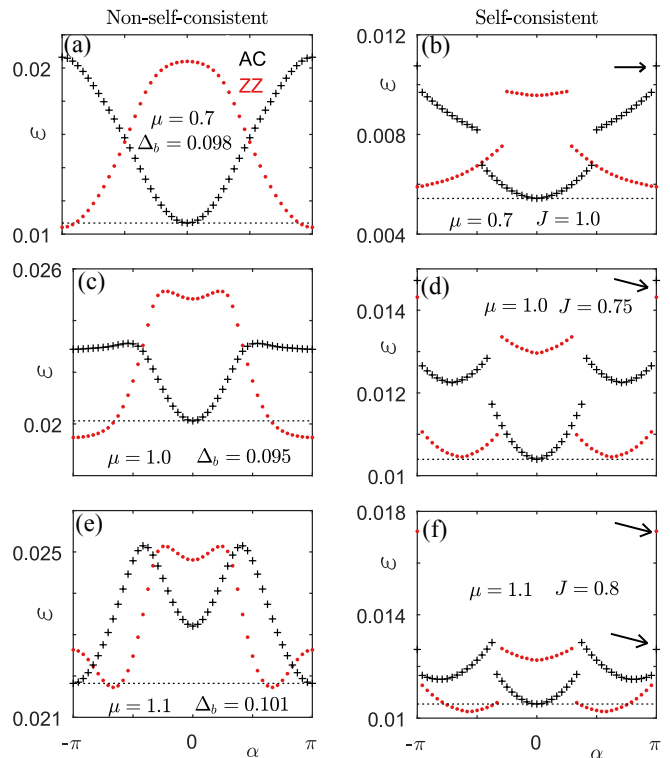 Non-self-consistent
Self-consistent
(a)
AC
ZZ
μ = 0.7
Δ_b = 0.098
0.02
0.01
ε
(b)
0.012
0.008
0.004
ε
μ = 0.7 J = 1.0
(c)
0.026
0.02
ε
μ = 1.0 Δ_b = 0.095
(d)
0.014
0.012
0.01
ε
μ = 1.0 J = 0.75
(e)
0.025
0.021
ε
μ = 1.1 Δ_b = 0.101
-π 0 α π
(f)
0.018
0.014
0.01
ε
μ = 1.1 J = 0.8
-π 0 α π